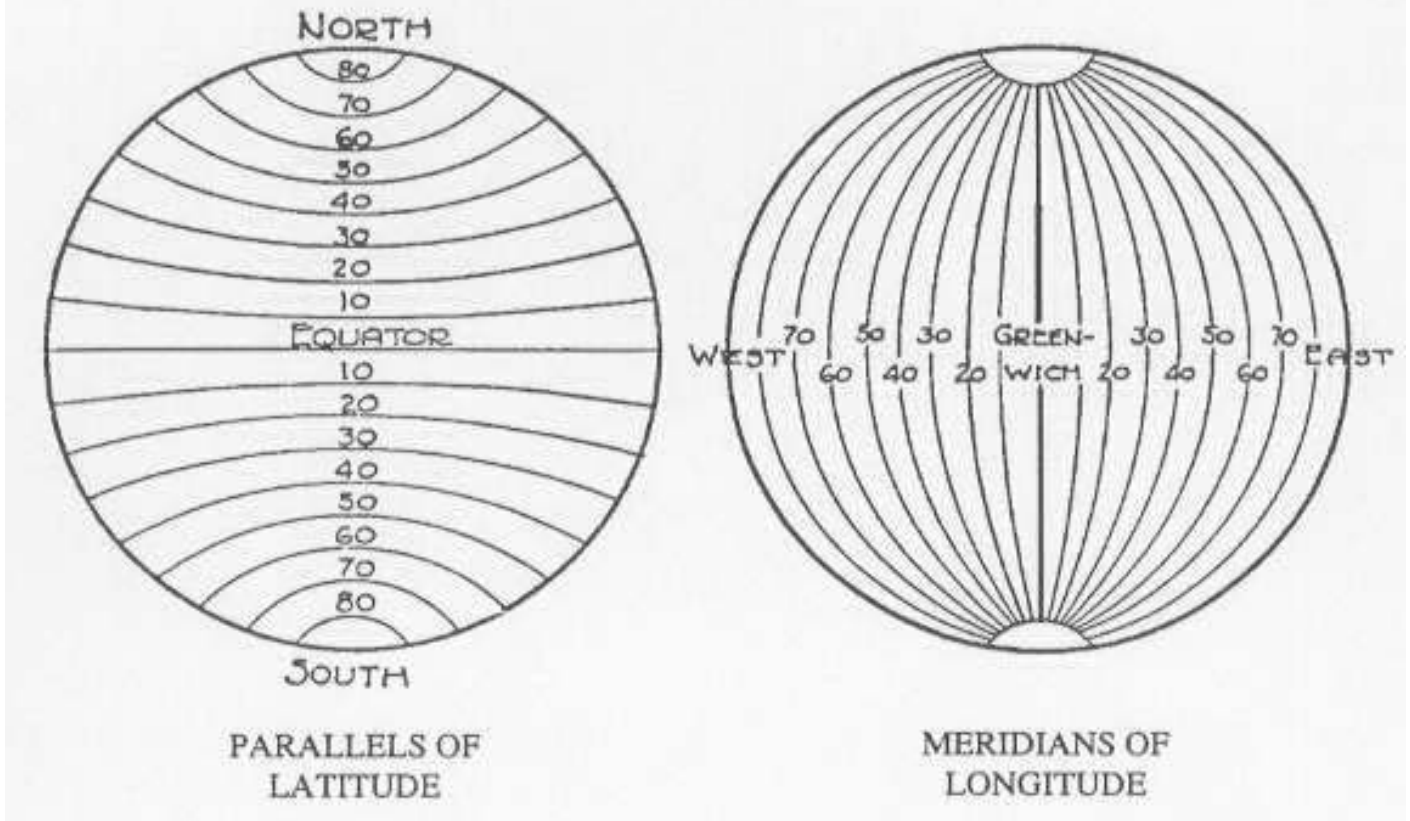 NORTH
80
70
60
50
40
30
20
10
EQUATOR
10
20
30
40
50
60
70
80
SOUTH
PARALLELS OF
LATITUDE
70 50 30 GREEN- 30 50 70
WEST 60 40 20 WICH 20 40 60 EAST
MERIDIANS OF
LONGITUDE